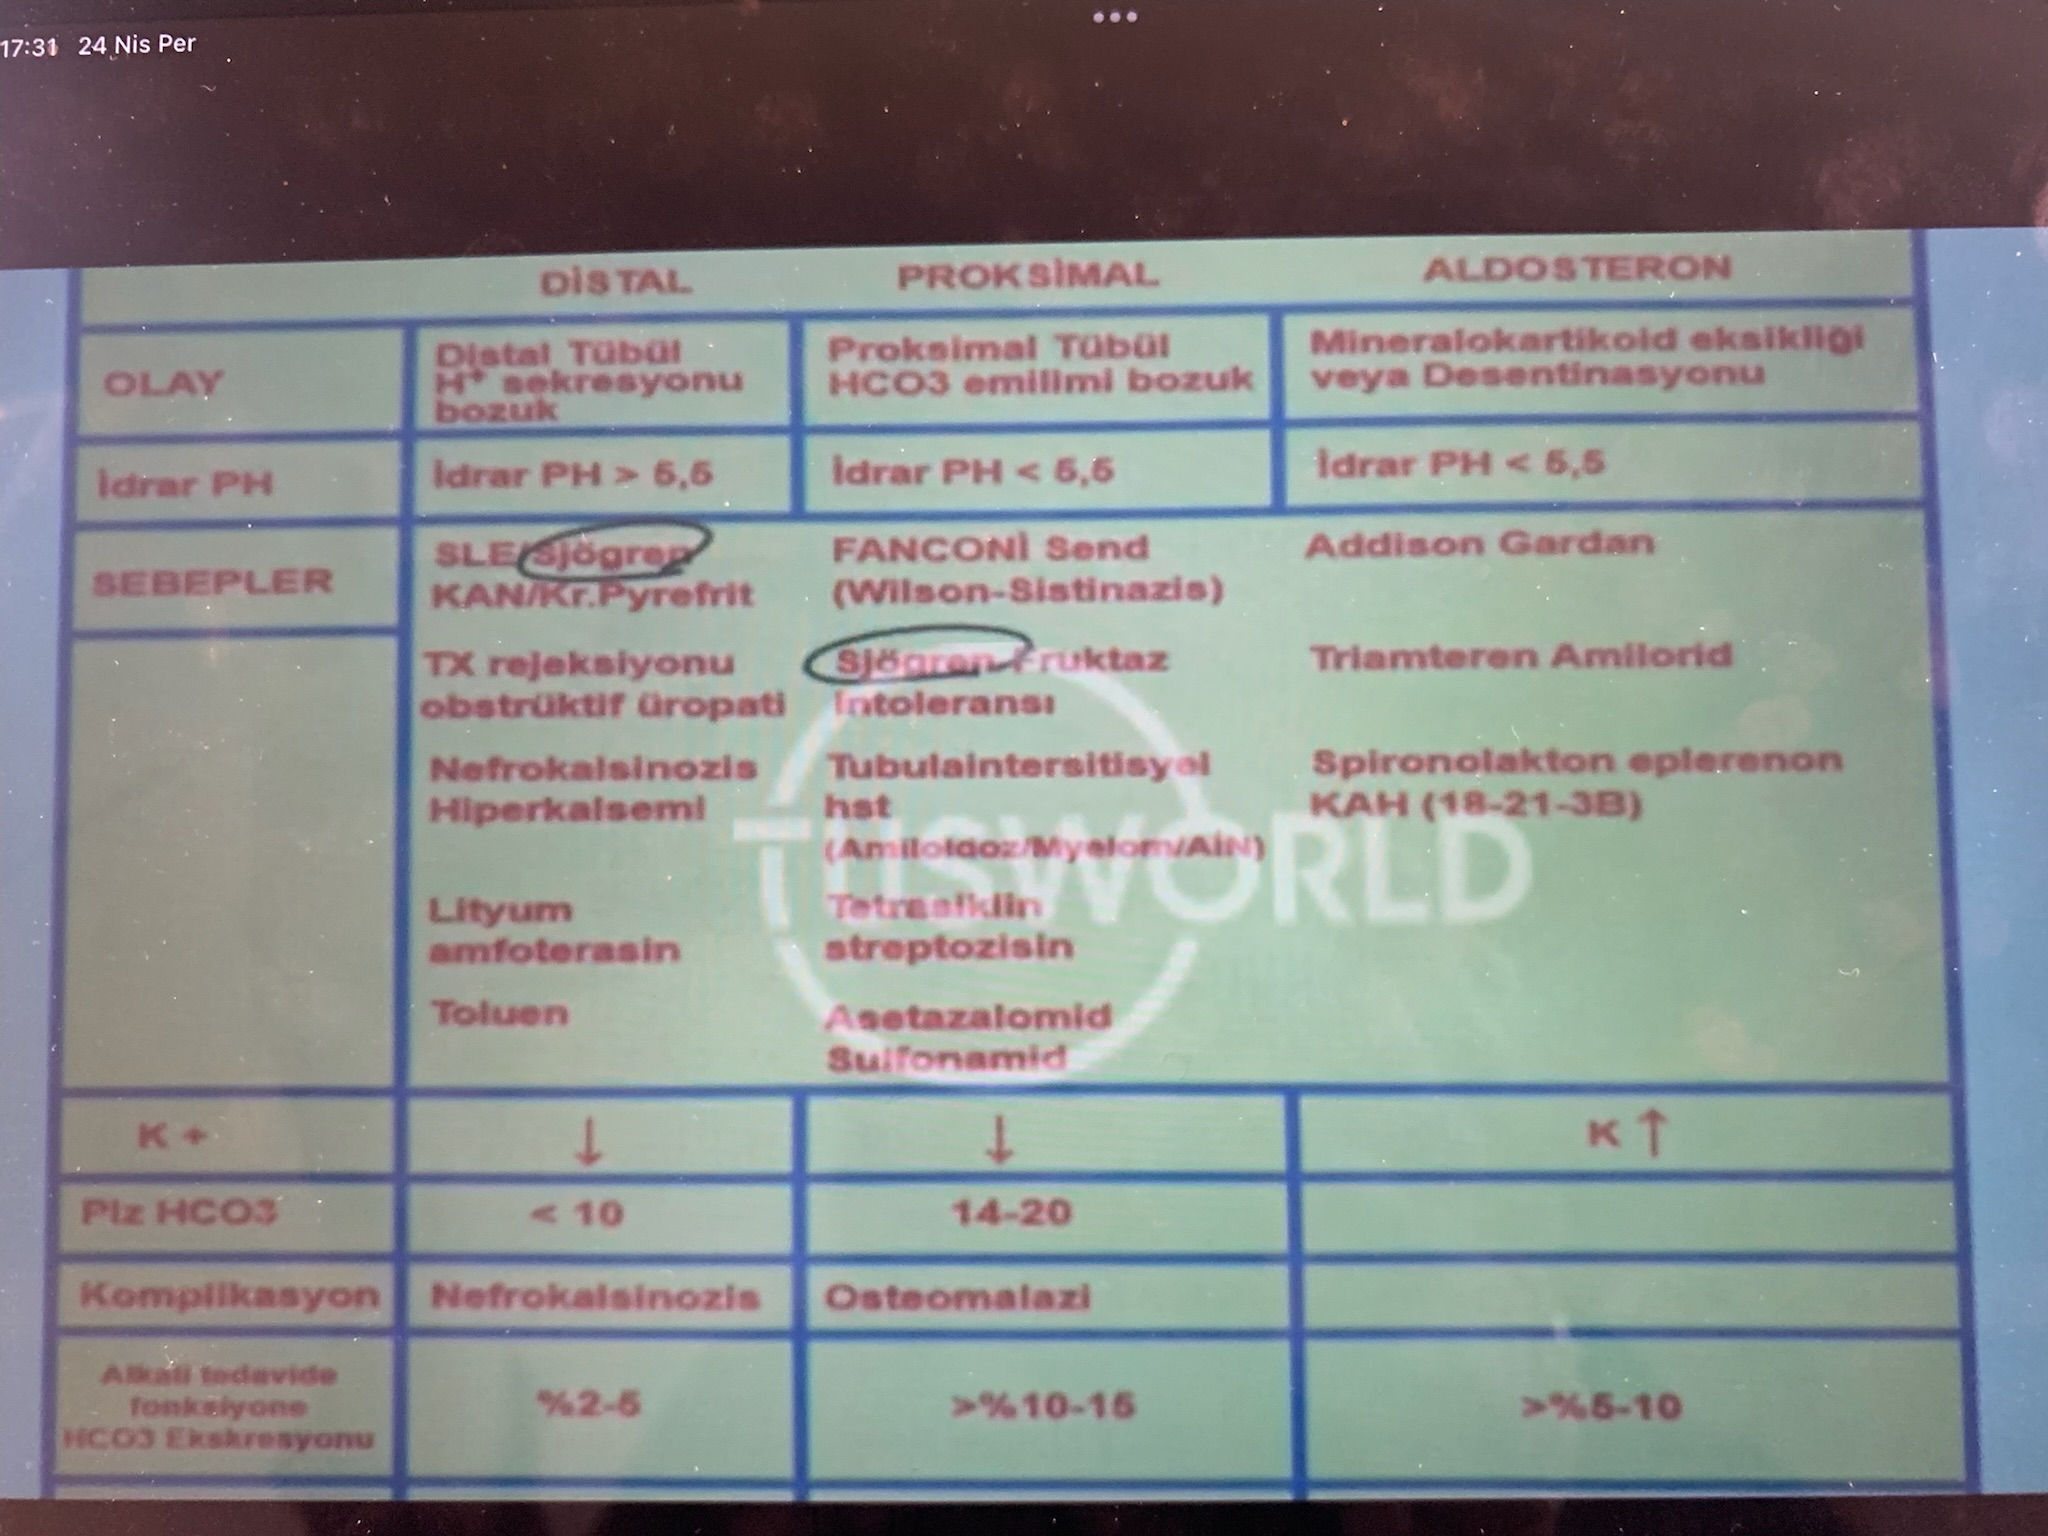 17:31 24 Nis Per
DİSTAL PROKSİMAL ALDOSTERON
OLAY
Distal Tübül
H+ sekresyonu
bozuk
Proksimal Tübül
HCO3 emilimi bozuk
Mineralokartikoid eksikliği
veya Desentinasyonu
İdrar PH
İdrar PH > 5,5
İdrar PH < 5,5
İdrar PH < 5,5
SEBEPLER
SLE/Sjögren
KAN/Kr.Pyrefrit
TX rejeksiyonu
obstrüktif üropati
Nefrokalsinozis
Hiperkalsemi
Lityum
amfoterasin
Toluen
FANCONİ Send
(Wilson-Sistinazis)
Sjögren Fruktaz
İntoleransı
Tubulaintersitisyel
hst
(Amiloidoz/Myelom/AİN)
Tetrasiklin
streptozisin
Asetazalomid
Sulfonamid
Addison Gardan
Triamteren Amilorid
Spironolakton eplerenon
KAH (18-21-3B)
TUSWORLD
K + ↓ ↓ K ↑
Plz HCO3 < 10 14-20
Komplikasyon Nefrokalsinozis Osteomalazi
Alkali tedavide
fonksiyone
HCO3 Ekskresyonu
%2-5 >%10-15 >%5-10